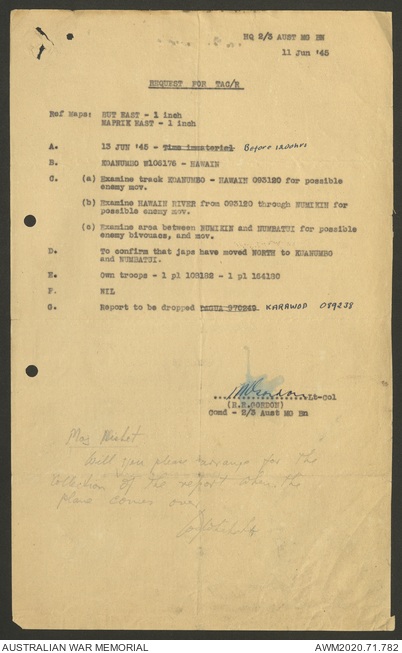 HQ 2/3 AUST MG BN
11 Jun '45
REQUEST FOR TAC/R
Ref Maps: BUT EAST - 1 inch
MAPRIK EAST - 1 inch
A. 13 JUN '45 - Time immaterial Before 1200hrs
B. KOANUMBO M106176 - HAWAIN
C. (a) Examine track KOANUMBO - HAWAIN 093120 for possible
enemy mov.
(b) Examine HAWAIN RIVER from 093120 through NUMIKIN for
possible enemy mov.
(c) Examine area between NUMIKIN and NUMBATUI for possible
enemy bivouacs, and mov.
D. To confirm that japs have moved NORTH to KOANUMBO
and NUMBATUI.
E. Own troops - 1 pl 108182 - 1 pl 164180
F. NIL
G. Report to be dropped 970249. KARAWOP 089238
Lt-Col
(R.R.GORDON)
Comd - 2/3 Aust MG Bn
Maj
Will you please arrange for the
collection of the report when the
plane comes over.
AUSTRALIAN WAR MEMORIAL
AWM2020.71.782